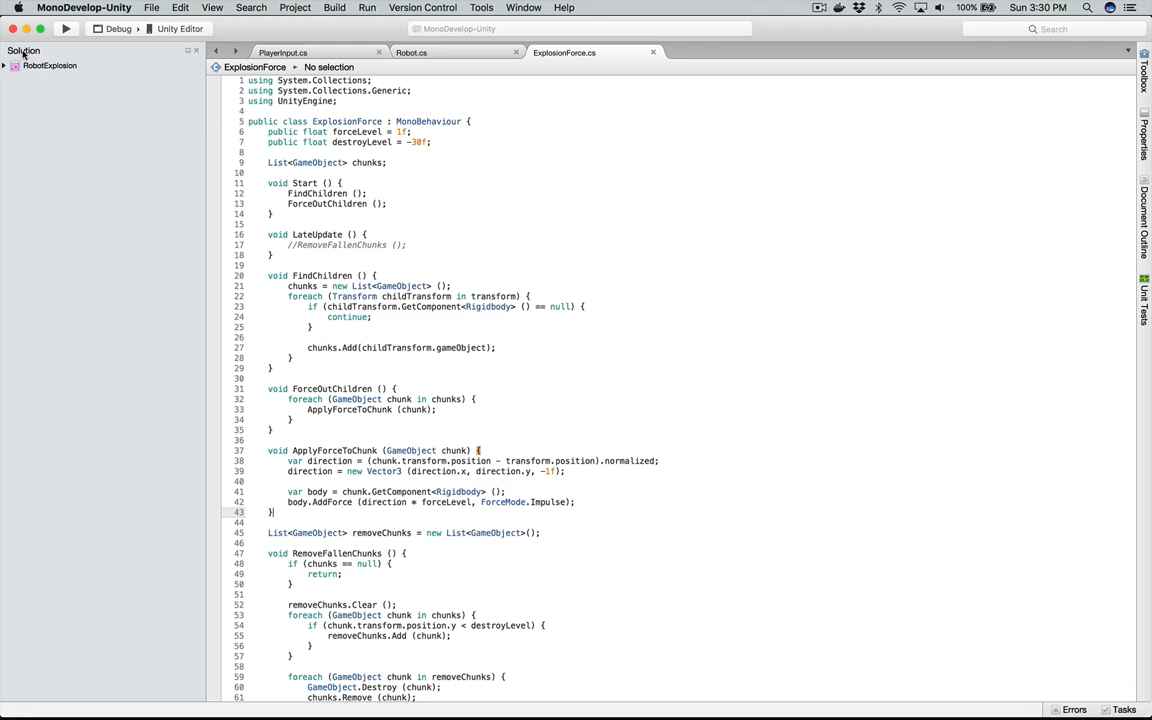 MonoDevelop-Unity File Edit View Search Project Build Run Version Control Tools Window Help 100% Sun 3:30 PM
Debug › Unity Editor MonoDevelop-Unity Search
Solution
RobotExplosion
PlayerInput.cs Robot.cs ExplosionForce.cs
ExplosionForce No selection
1 using System.Collections;
2 using System.Collections.Generic;
3 using UnityEngine;
4
5 public class ExplosionForce : MonoBehaviour {
6 public float forceLevel = 1f;
7 public float destroyLevel = -30f;
8
9 List<GameObject> chunks;
10
11 void Start () {
12 FindChildren ();
13 ForceOutChildren ();
14 }
15
16 void LateUpdate () {
17 //RemoveFallenChunks ();
18 }
19
20 void FindChildren () {
21 chunks = new List<GameObject> ();
22 foreach (Transform childTransform in transform) {
23 if (childTransform.GetComponent<Rigidbody> () == null) {
24 continue;
25 }
26
27 chunks.Add(childTransform.gameObject);
28 }
29 }
30
31 void ForceOutChildren () {
32 foreach (GameObject chunk in chunks) {
33 ApplyForceToChunk (chunk);
34 }
35 }
36
37 void ApplyForceToChunk (GameObject chunk) {
38 var direction = (chunk.transform.position - transform.position).normalized;
39 direction = new Vector3 (direction.x, direction.y, -1f);
40
41 var body = chunk.GetComponent<Rigidbody> ();
42 body.AddForce (direction * forceLevel, ForceMode.Impulse);
43 }
44
45 List<GameObject> removeChunks = new List<GameObject>();
46
47 void RemoveFallenChunks () {
48 if (chunks == null) {
49 return;
50 }
51
52 removeChunks.Clear ();
53 foreach (GameObject chunk in chunks) {
54 if (chunk.transform.position.y < destroyLevel) {
55 removeChunks.Add (chunk);
56 }
57 }
58
59 foreach (GameObject chunk in removeChunks) {
60 GameObject.Destroy (chunk);
61 chunks.Remove (chunk);
Toolbox
Properties
Document Outline
Unit Tests
Errors Tasks